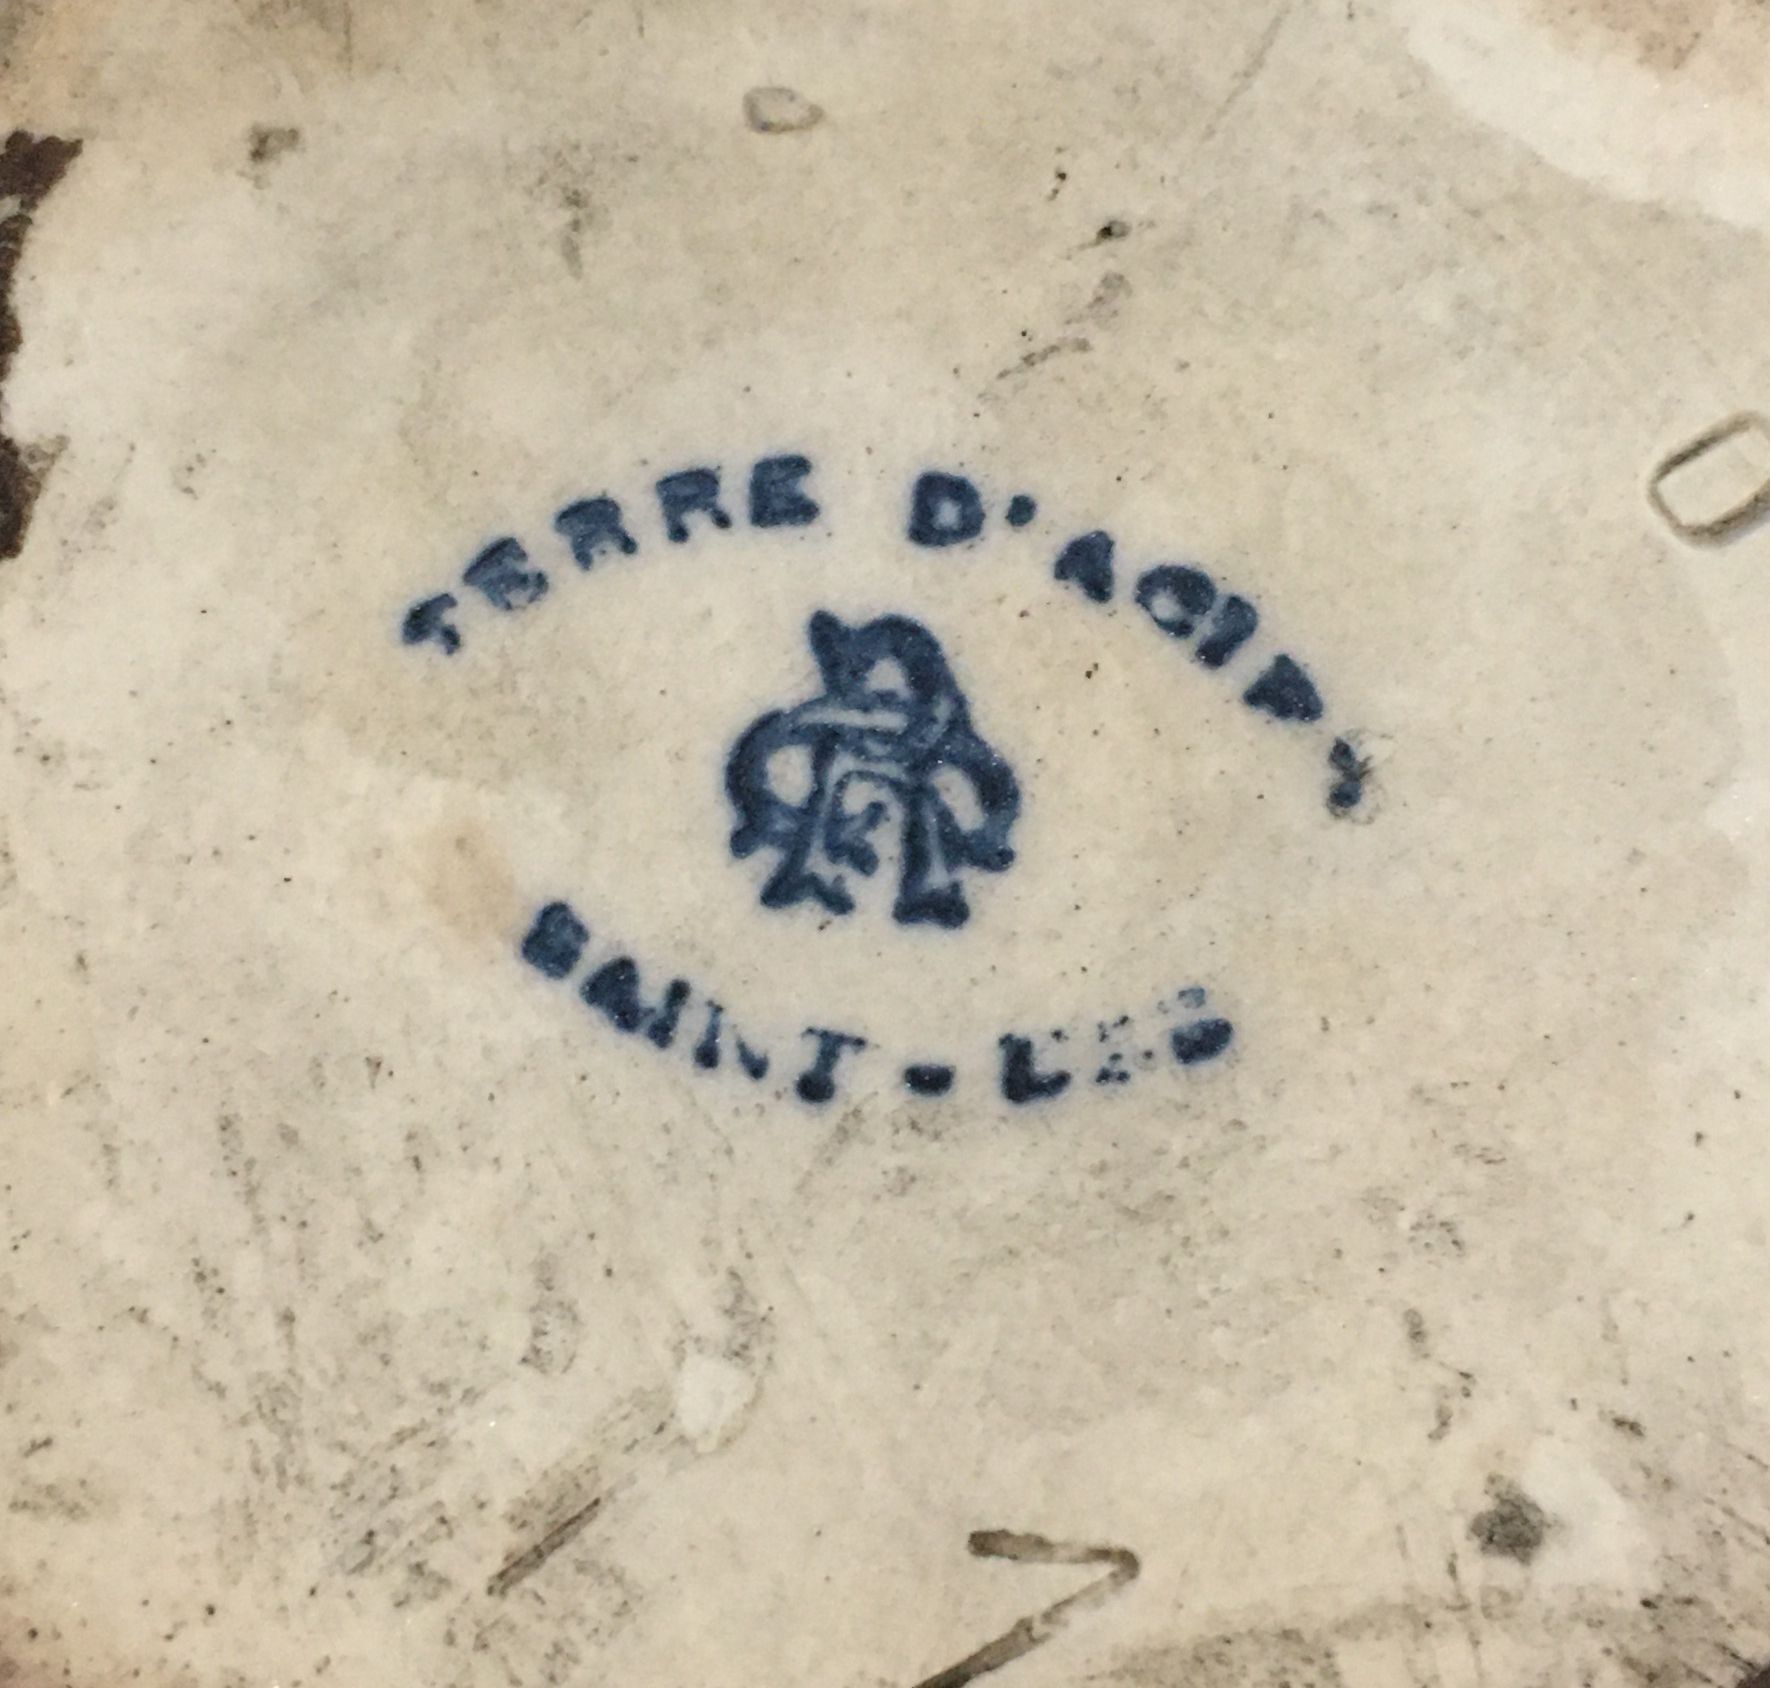 TERRE D'ACIER
SAINT-